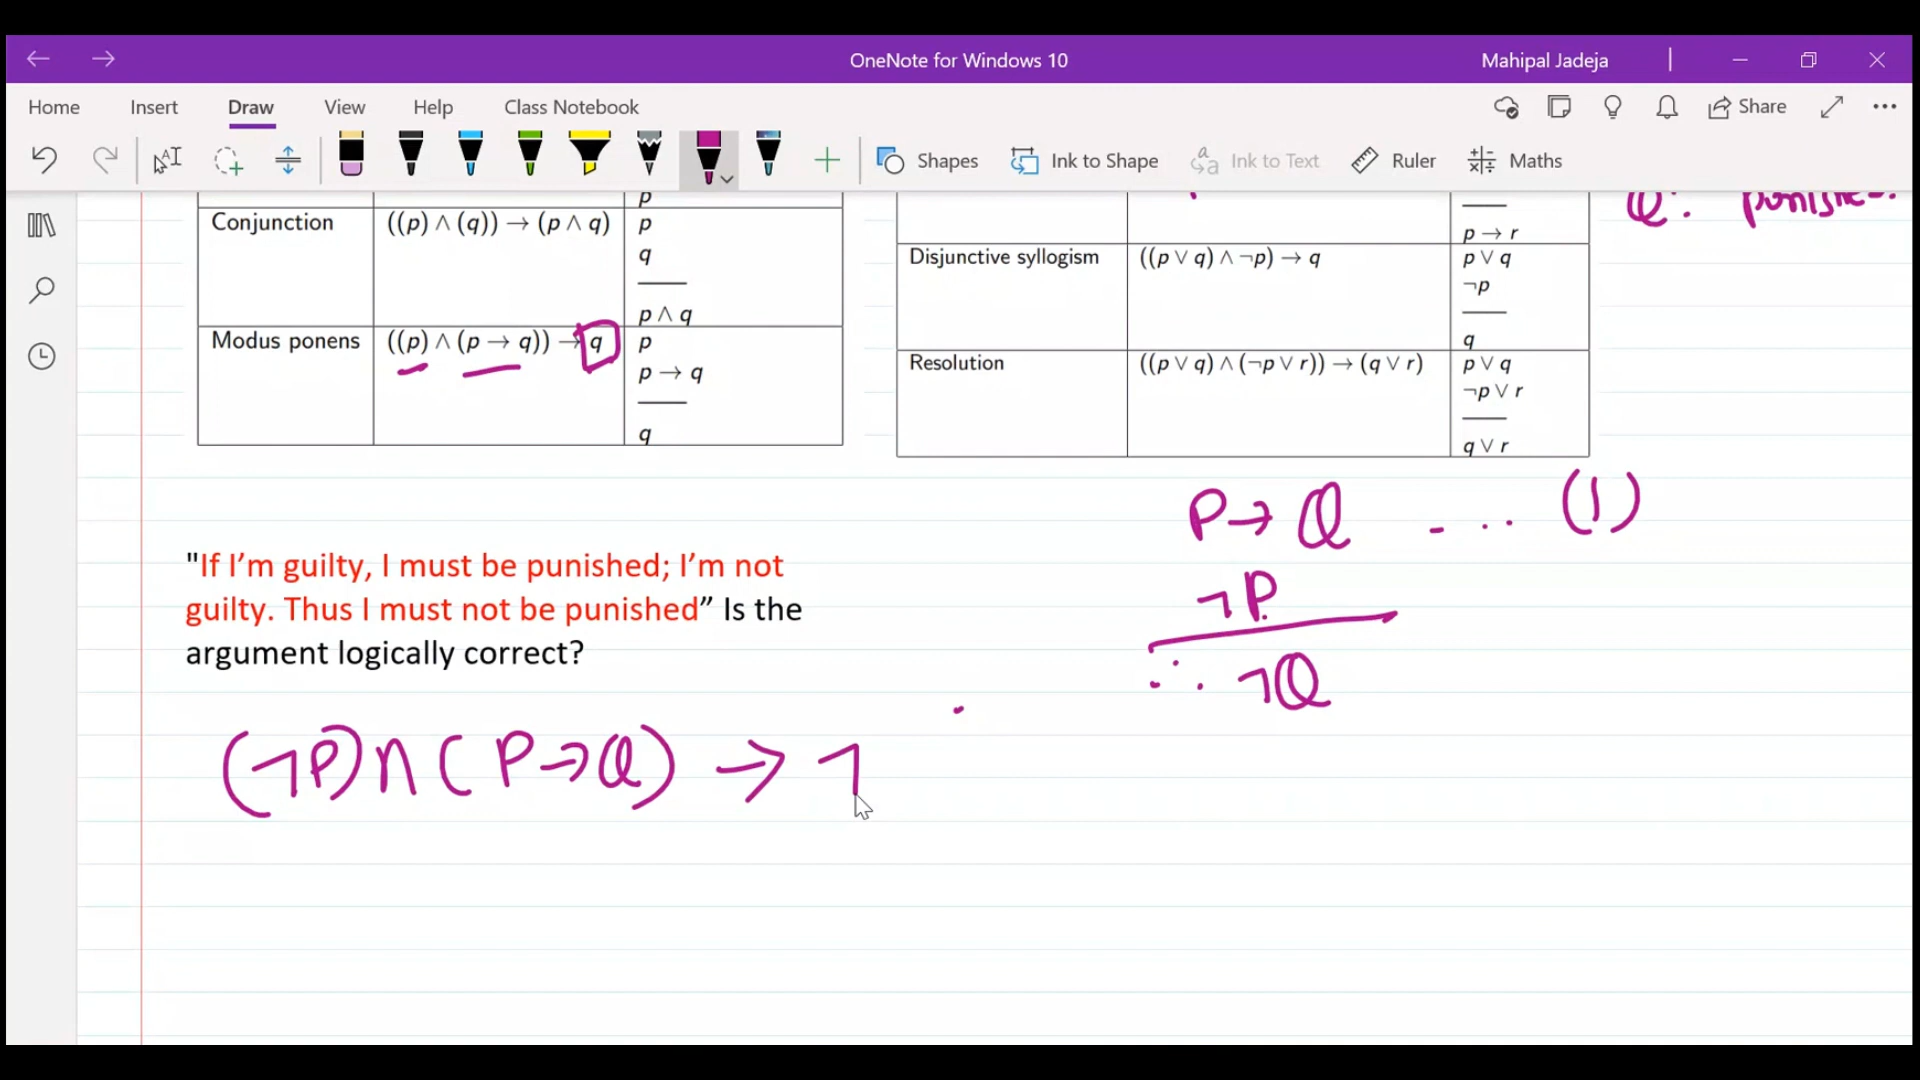 OneNote for Windows 10
Mahipal Jadeja
Home Insert Draw View Help Class Notebook
Share
Shapes Ink to Shape Ink to Text Ruler Maths
p
Conjunction ((p) ∧ (q)) → (p ∧ q) p
q
p ∧ q
Modus ponens ((p) ∧ (p → q)) → q p
p → q
q
p → r
Disjunctive syllogism ((p ∨ q) ∧ ¬p) → q p ∨ q
¬p
q
Resolution ((p ∨ q) ∧ (¬p ∨ r)) → (q ∨ r) p ∨ q
¬p ∨ r
q ∨ r
Q: punished.
P → Q ... (1)
¬P
∴ ¬Q
"If I’m guilty, I must be punished; I’m not
guilty. Thus I must not be punished” Is the
argument logically correct?
(¬P) ∧ (P → Q) → ¬